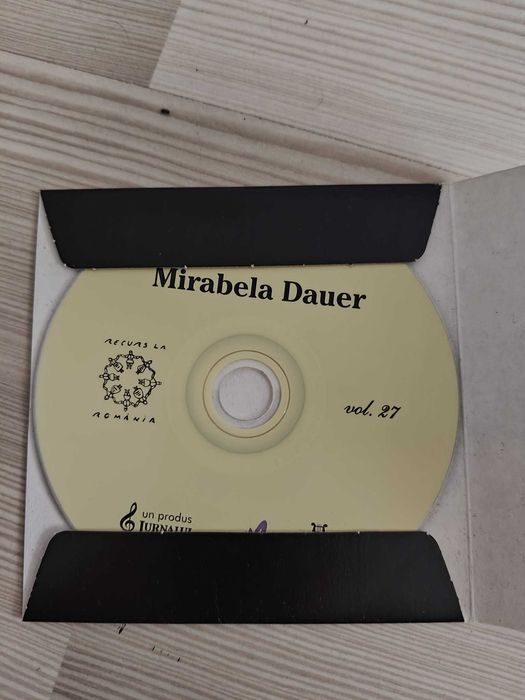 Mirabela Dauer
RECURS LA
ROMÂNIA
vol. 27
un produs
JURNALUL